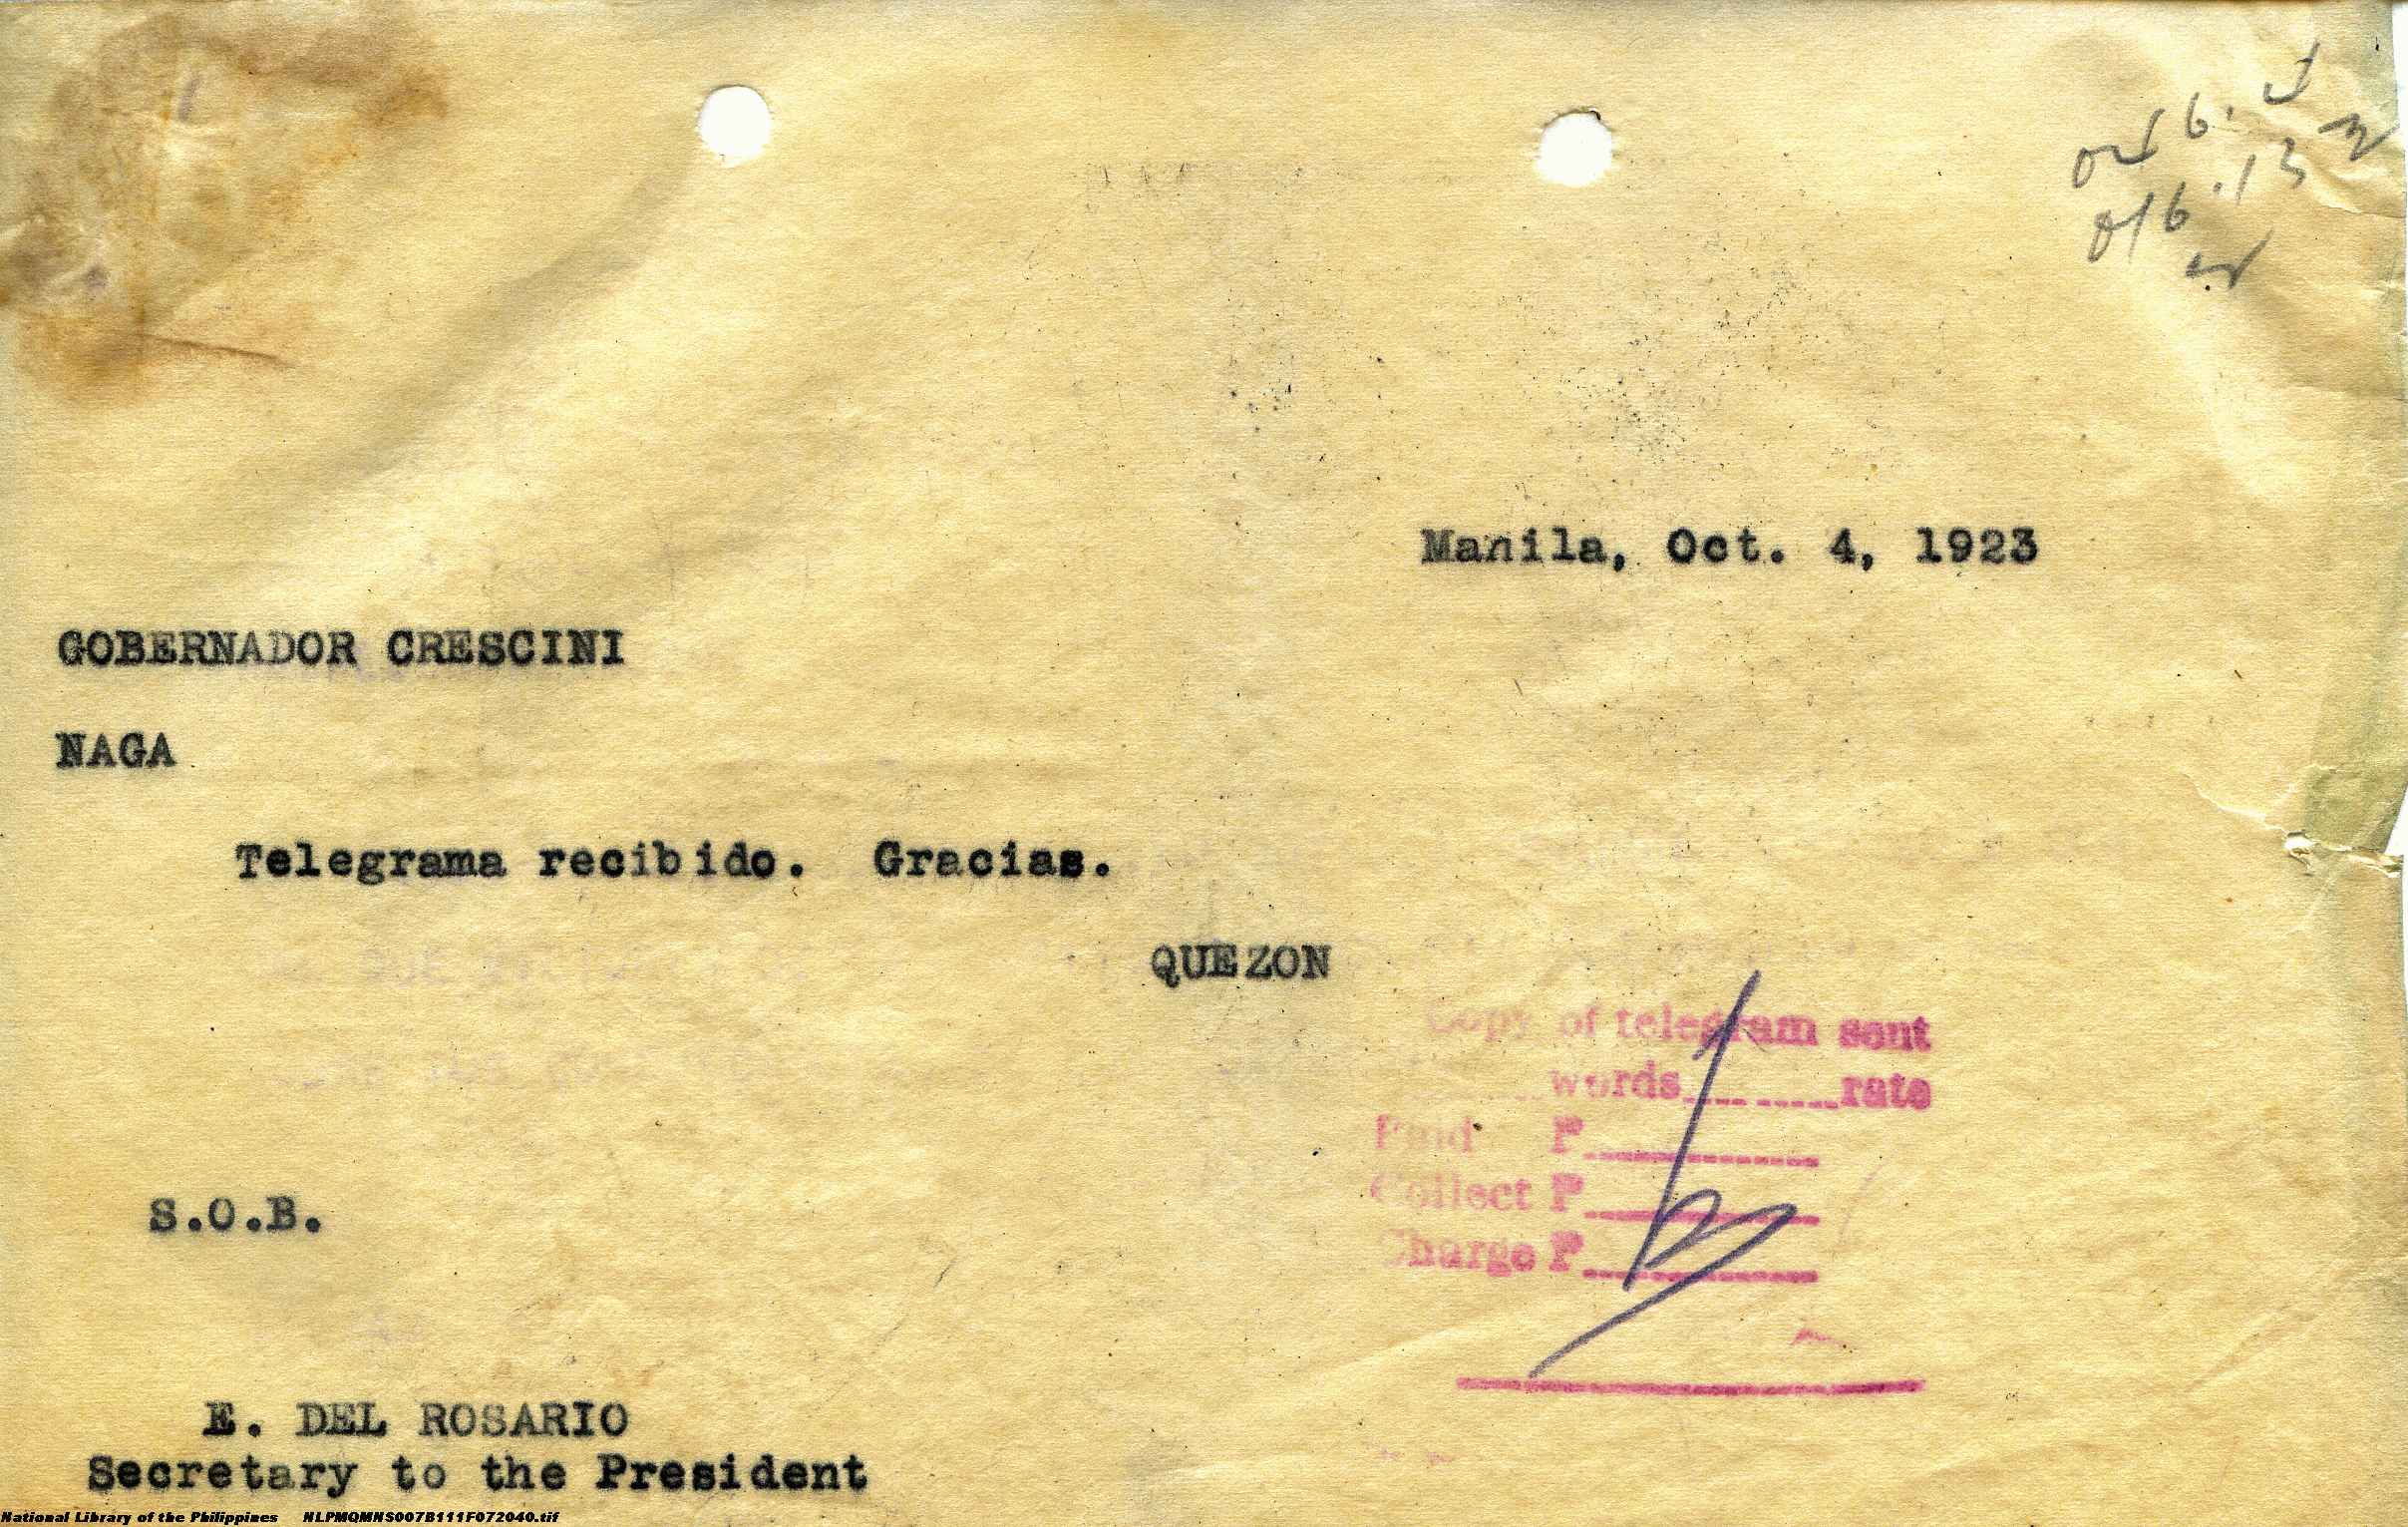 Manila, Oct. 4, 1923
GOBERNADOR CRESCINI
NAGA
Telegrama recibido. Gracias.
QUEZON
Copy of telegram sent
words rate
Paid P
Collect P
Charge P
S.O.B.
E. DEL ROSARIO
Secretary to the President
National Library of the Philippines NLPMQMNS007B111F072040.tif